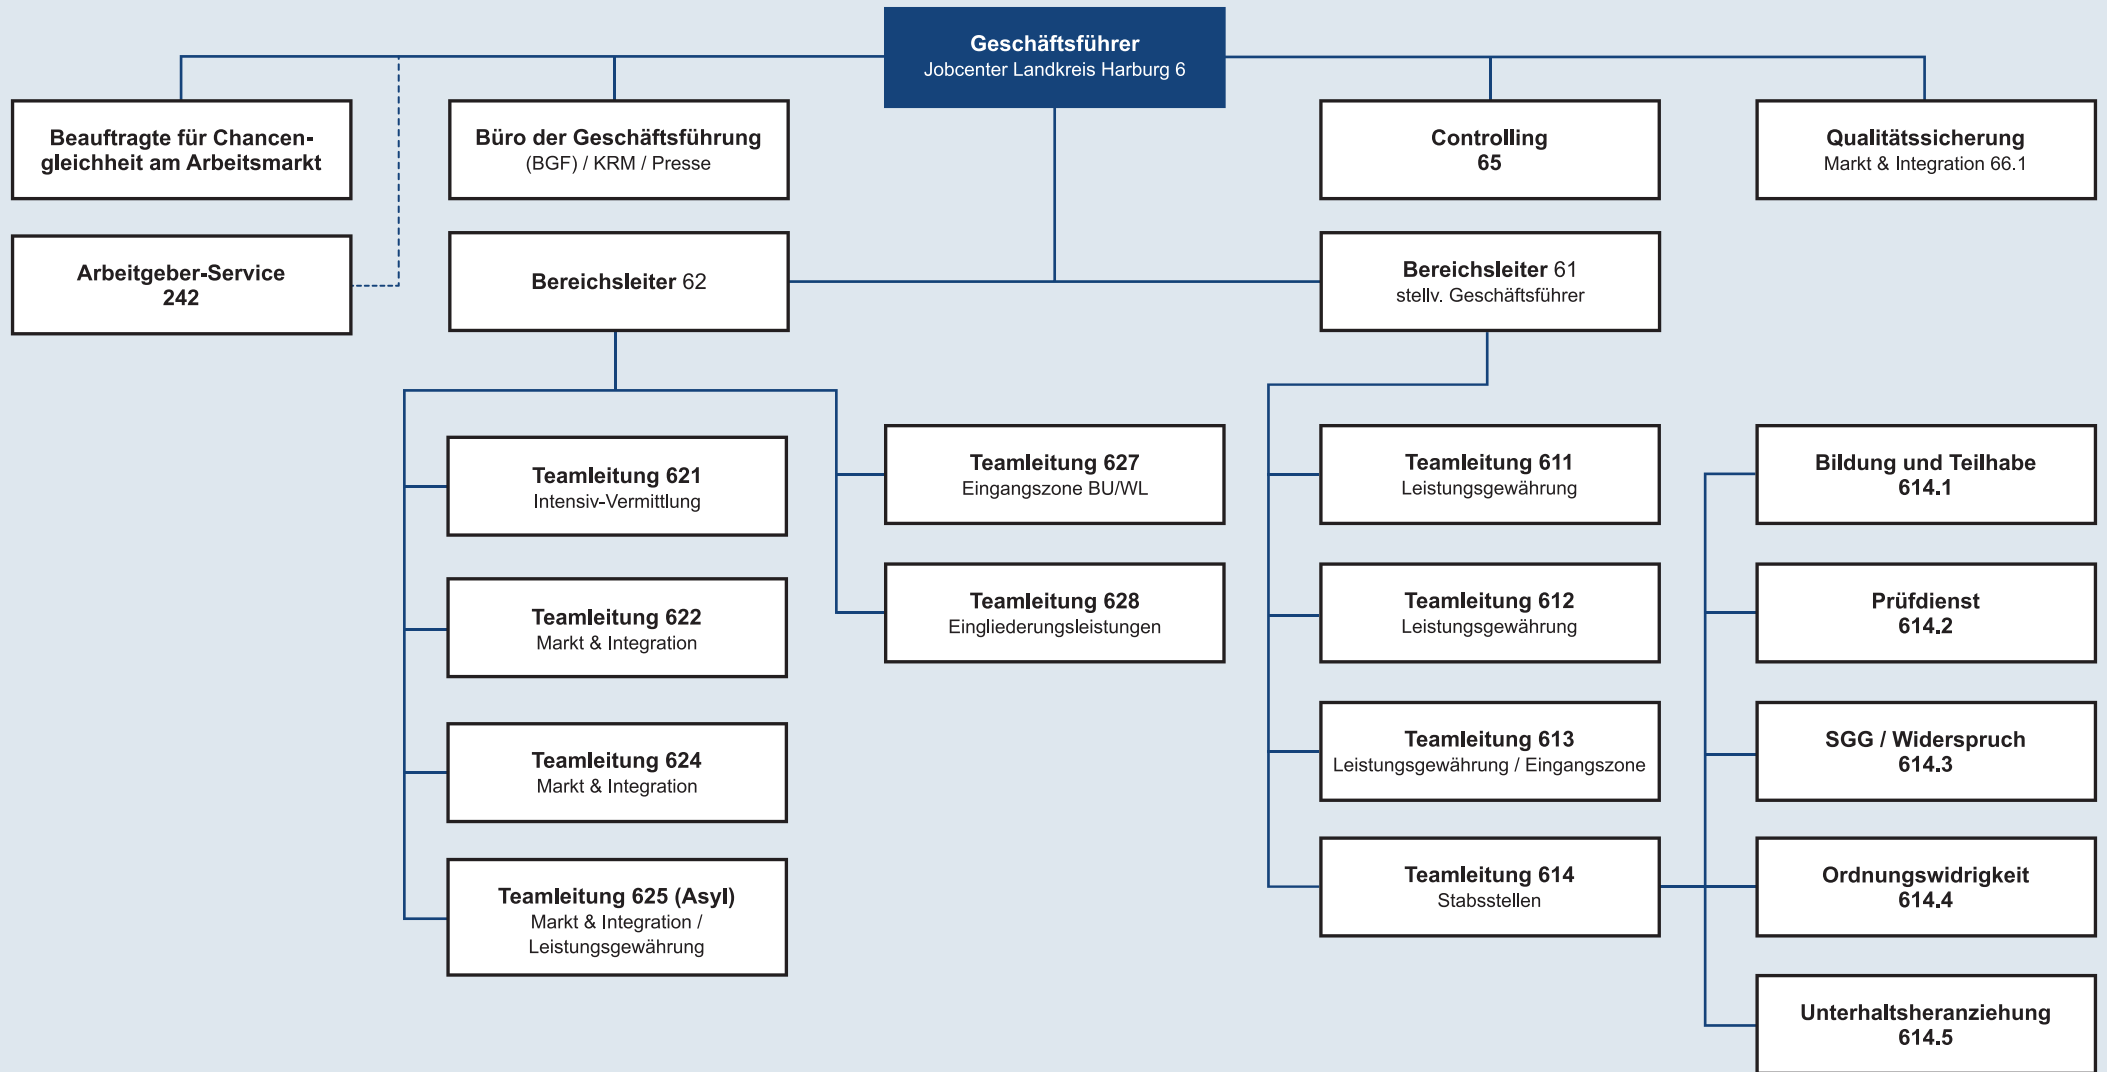 Geschäftsführer
Jobcenter Landkreis Harburg 6
Beauftragte für Chancen-
gleichheit am Arbeitsmarkt
Büro der Geschäftsführung
(BGF) / KRM / Presse
Controlling
65
Qualitätssicherung
Markt & Integration 66.1
Arbeitgeber-Service
242
Bereichsleiter 62
Bereichsleiter 61
stellv. Geschäftsführer
Teamleitung 621
Intensiv-Vermittlung
Teamleitung 622
Markt & Integration
Teamleitung 624
Markt & Integration
Teamleitung 625 (Asyl)
Markt & Integration /
Leistungsgewährung
Teamleitung 627
Eingangszone BU/WL
Teamleitung 628
Eingliederungsleistungen
Teamleitung 611
Leistungsgewährung
Teamleitung 612
Leistungsgewährung
Teamleitung 613
Leistungsgewährung / Eingangszone
Teamleitung 614
Stabsstellen
Bildung und Teilhabe
614.1
Prüfdienst
614.2
SGG / Widerspruch
614.3
Ordnungswidrigkeit
614.4
Unterhaltsheranziehung
614.5